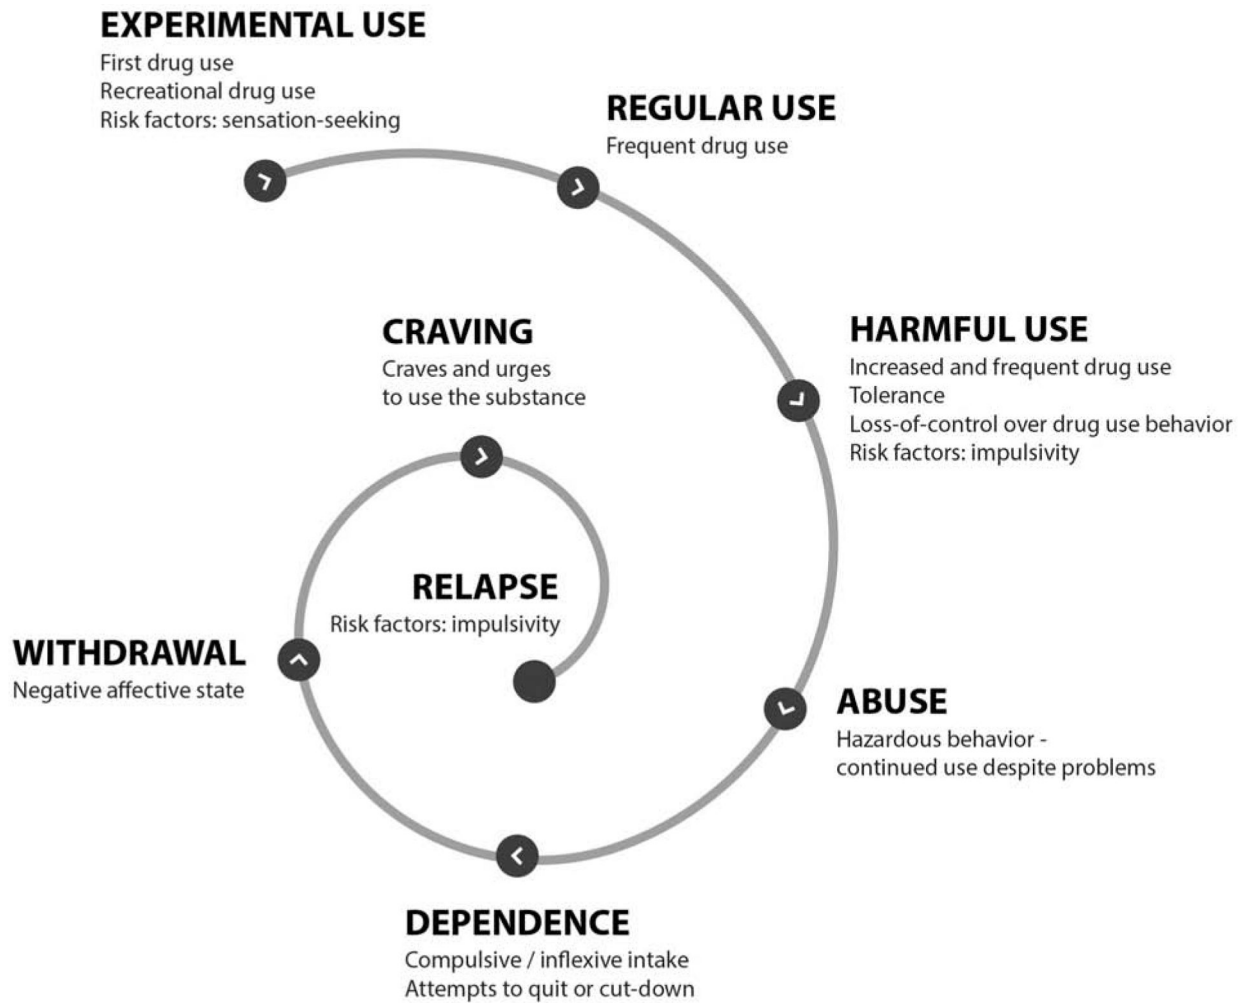 EXPERIMENTAL USE
First drug use
Recreational drug use
Risk factors: sensation-seeking
REGULAR USE
Frequent drug use
HARMFUL USE
Increased and frequent drug use
Tolerance
Loss-of-control over drug use behavior
Risk factors: impulsivity
ABUSE
Hazardous behavior -
continued use despite problems
DEPENDENCE
Compulsive / inflexive intake
Attempts to quit or cut-down
WITHDRAWAL
Negative affective state
CRAVING
Craves and urges
to use the substance
RELAPSE
Risk factors: impulsivity